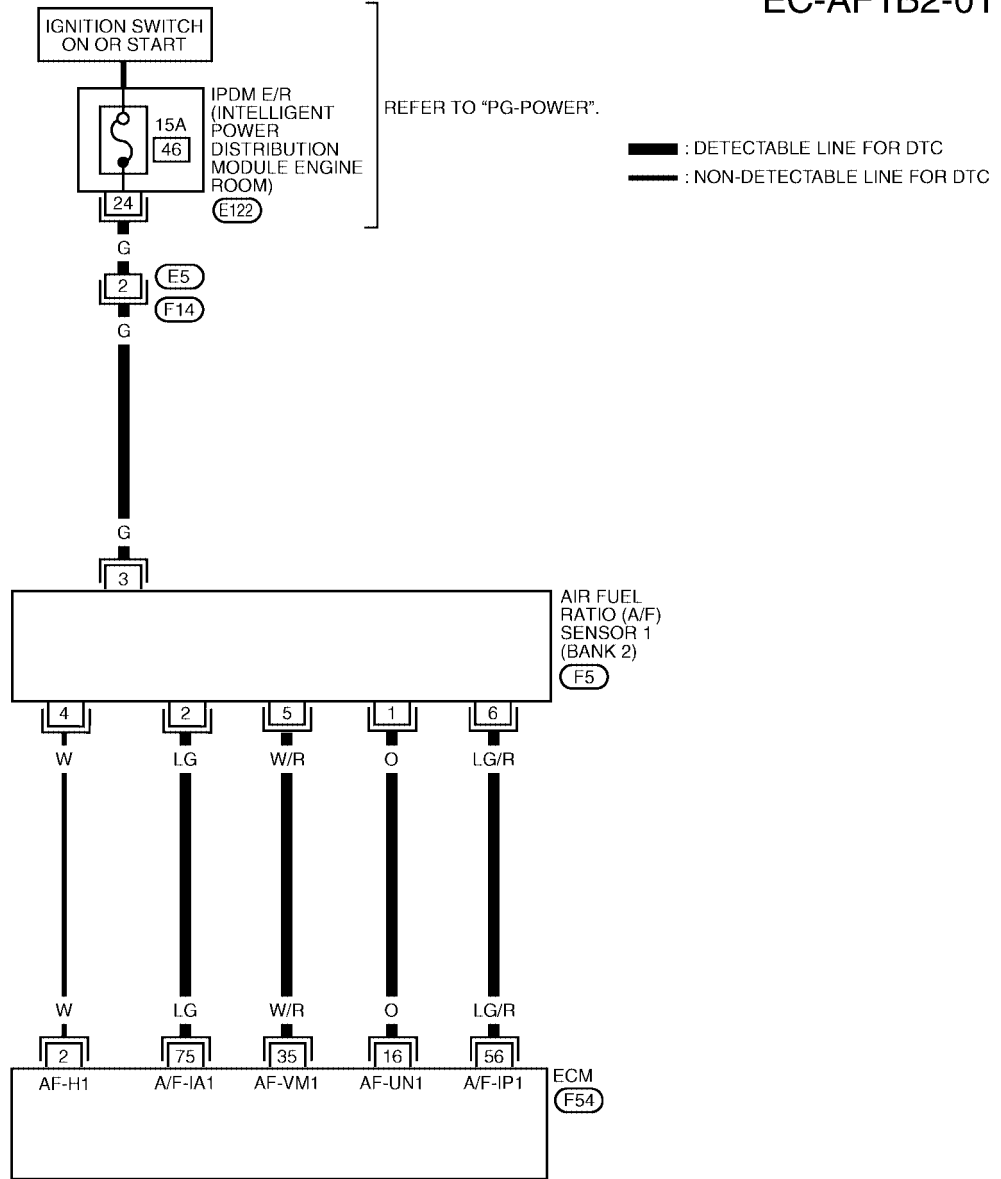 EC-AF1B2-01
IGNITION SWITCH
ON OR START
IPDM E/R
(INTELLIGENT
POWER
DISTRIBUTION
MODULE ENGINE
ROOM)
E122
15A
46
24
REFER TO “PG-POWER”.
: DETECTABLE LINE FOR DTC
: NON-DETECTABLE LINE FOR DTC
G
2
E5
F14
G
G
3
AIR FUEL
RATIO (A/F)
SENSOR 1
(BANK 2)
F5
4 2 5 1 6
W LG W/R O LG/R
W LG W/R O LG/R
2 75 35 16 56
AF-H1 A/F-IA1 AF-VM1 AF-UN1 A/F-IP1
ECM
F54